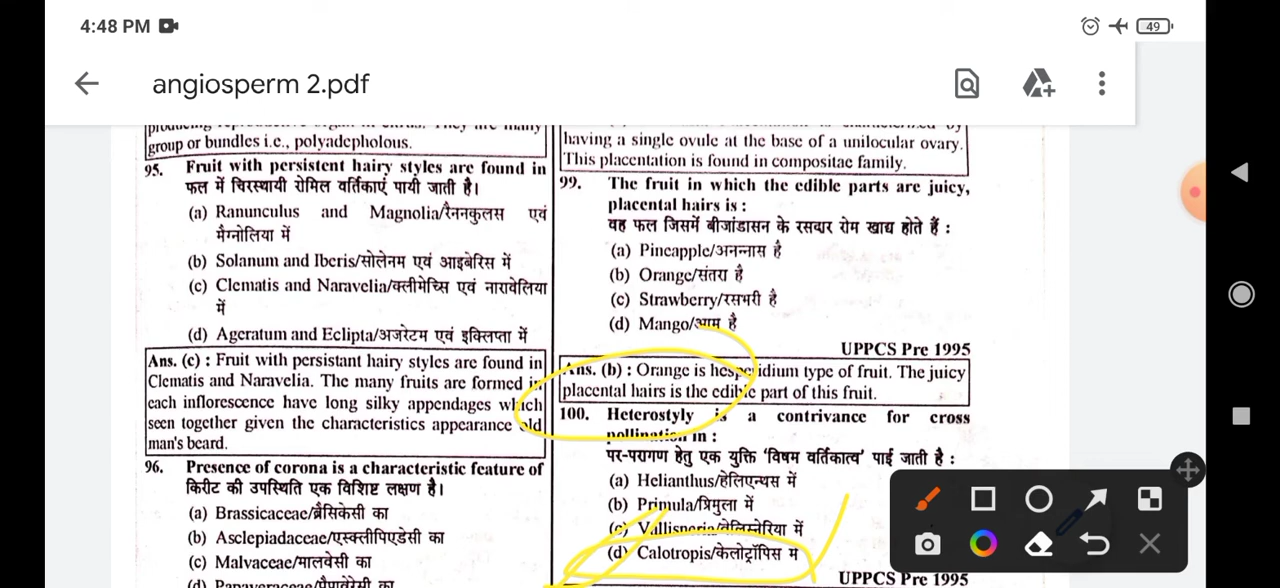 4:48 PM
49
angiosperm 2.pdf
group or bundles i.e., polyadepholous.
95. Fruit with persistent hairy styles are found in
फल में चिरस्थायी रोमिल वर्तिकाएं पायी जाती है।
(a) Ranunculus and Magnolia/रैननकुलस एवं
मैग्नोलिया में
(b) Solanum and Iberis/सोलेनम एवं आइबेरिस में
(c) Clematis and Naravelia/क्लीमेच्सि एवं नारावेलिया
में
(d) Ageratum and Eclipta/अजरेटम एवं इक्लिप्ता में
Ans. (c) : Fruit with persistant hairy styles are found in
Clematis and Naravelia. The many fruits are formed in
each inflorescence have long silky appendages which
seen together given the characteristics appearance old
man's beard.
96. Presence of corona is a characteristic feature of
किरीट की उपस्थिति एक विशिष्ट लक्षण है।
(a) Brassicaceae/ब्रैसिकेसी का
(b) Asclepiadaceae/एस्क्लीपिएडेसी का
(c) Malvaceae/मालवेसी का
(d) Papaveraceae/पैपावेरेसी का
having a single ovule at the base of a unilocular ovary.
This placentation is found in compositae family.
99. The fruit in which the edible parts are juicy,
placental hairs is :
वह फल जिसमें बीजांडासन के रसदार रोम खाद्य होते हैं :
(a) Pineapple/अनन्नास है
(b) Orange/संतरा है
(c) Strawberry/रसभरी है
(d) Mango/आम है
UPPCS Pre 1995
Ans. (b) : Orange is hesperidium type of fruit. The juicy
placental hairs is the edible part of this fruit.
100. Heterostyly is a contrivance for cross
pollination in :
पर-परागण हेतु एक युक्ति ‘विषम वर्तिकात्व’ पाई जाती है :
(a) Helianthus/हेलिएन्थस में
(b) Primula/प्रिमुला में
(c) Vallisneria/वेलिस्नेरिया में
(d) Calotropis/केलोट्रॉपिस म
UPPCS Pre 1995